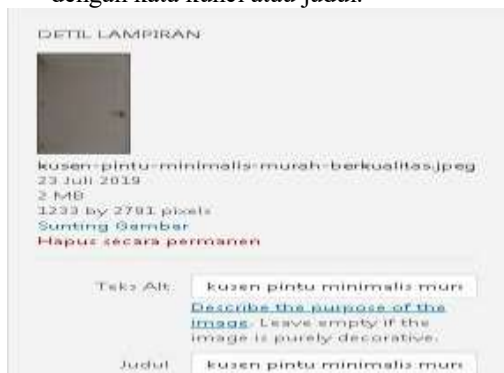 dengan kata kunci atau judul.
DETIL LAMPIRAN
kusen-pintu-minimalis-murah-berkualitas.jpeg
23 Juli 2019
2 MB
1233 by 2791 pixels
Sunting Gambar
Hapus secara permanen
Teks Alt
kusen pintu minimalis mura
Describe the purpose of the
image. Leave empty if the
image is purely decorative.
Judul
kusen pintu minimalis mura